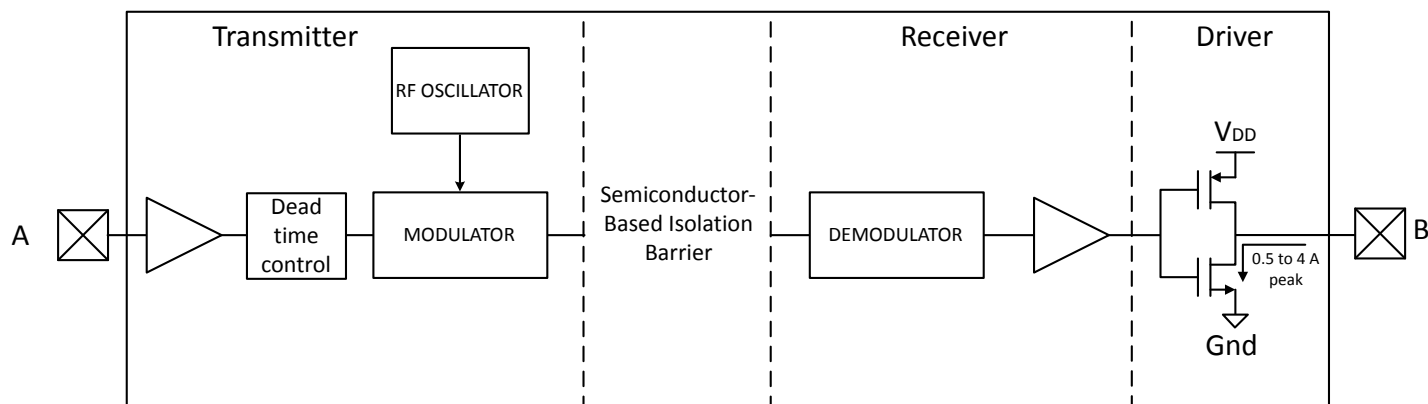 Transmitter
Receiver
Driver
RF OSCILLATOR
VDD
A
Dead
time
control
MODULATOR
Semiconductor-
Based Isolation
Barrier
DEMODULATOR
0.5 to 4 A
peak
B
Gnd